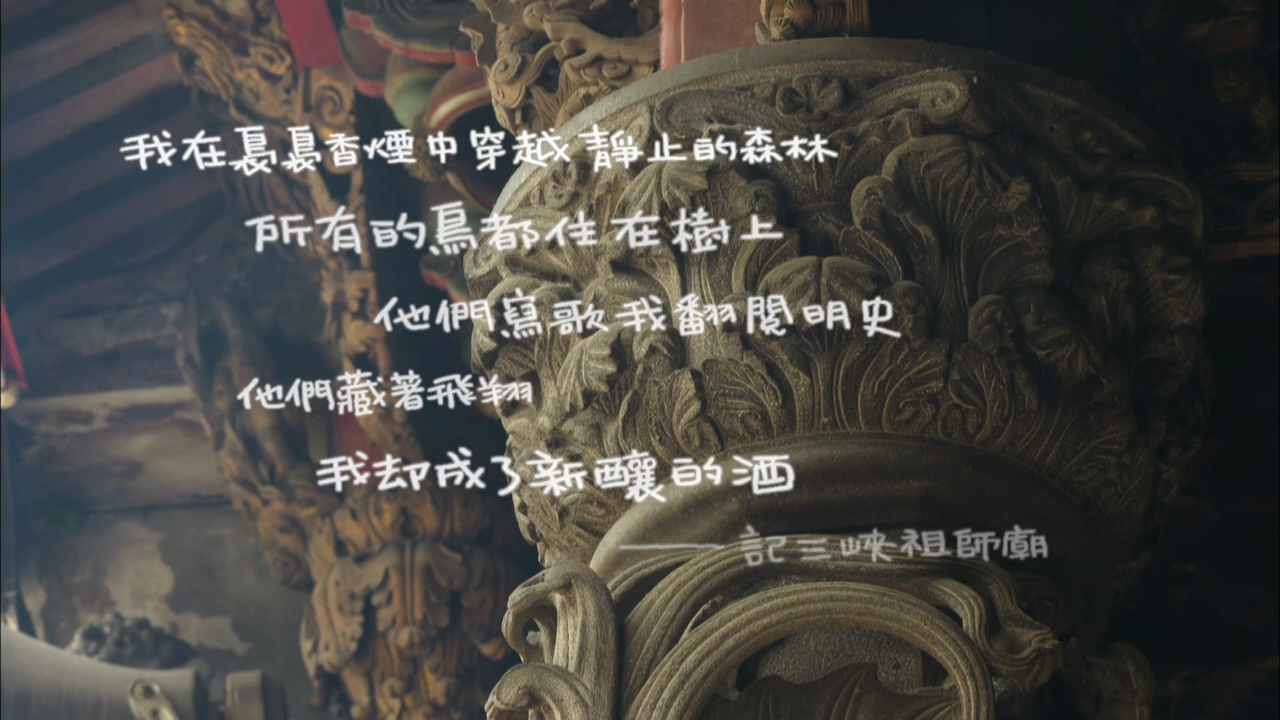 我在裊裊香煙中穿越靜止的森林
所有的鳥都住在樹上
他們寫歌我翻閱明史
他們藏著飛翔
我却成了新釀的酒
——記三峽祖師廟